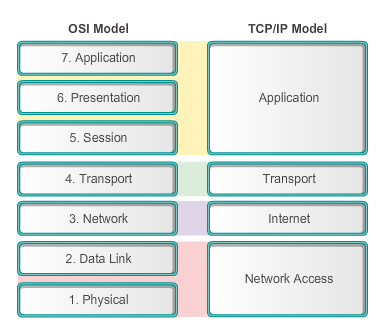 OSI Model
TCP/IP Model
7. Application
6. Presentation
5. Session
Application
4. Transport
Transport
3. Network
Internet
2. Data Link
1. Physical
Network Access